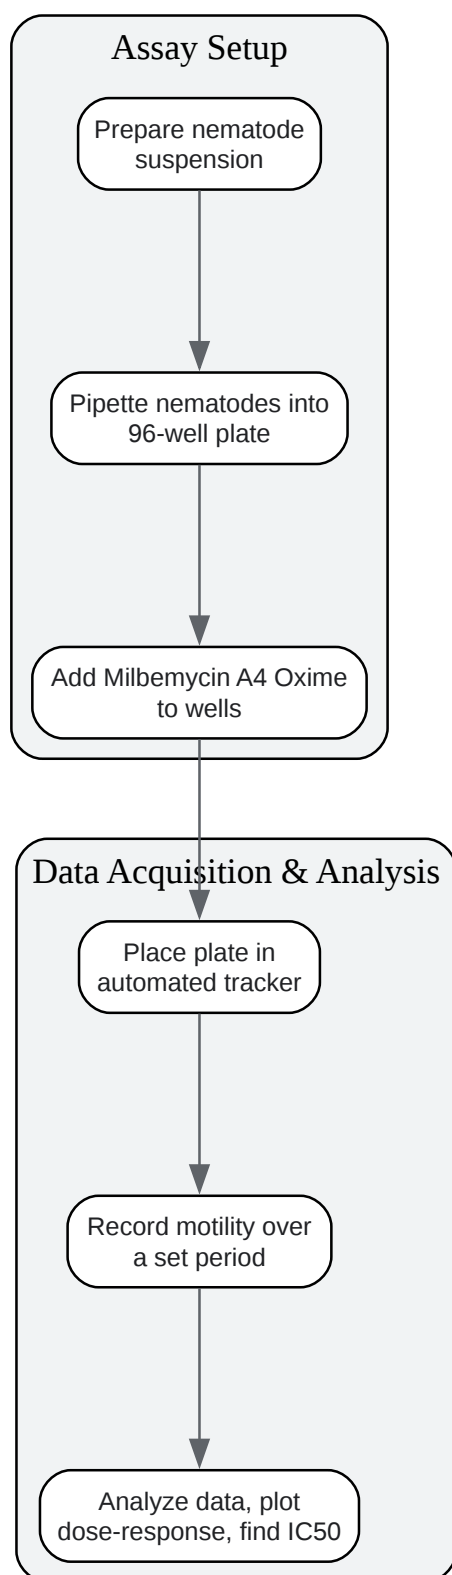 Assay Setup
Prepare nematode
suspension
Pipette nematodes into
96-well plate
Add Milbemycin A4 Oxime
to wells
Data Acquisition & Analysis
Place plate in
automated tracker
Record motility over
a set period
Analyze data, plot
dose-response, find IC50